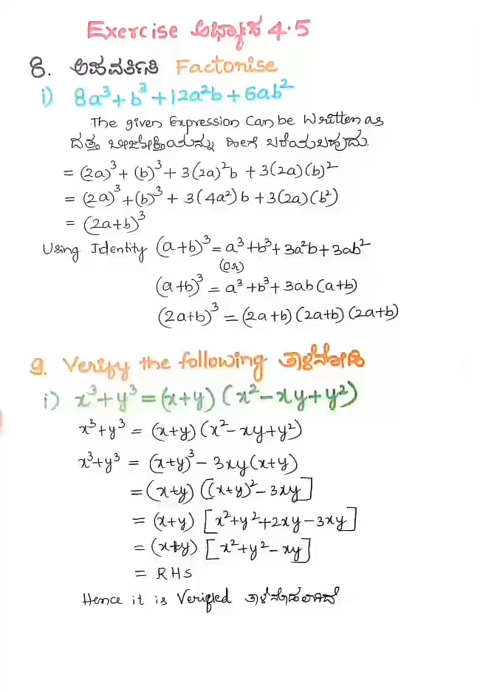 Exercise ಅಭ್ಯಾಸ 4.5
8. ಅಪವರ್ತಿಸಿ Factorise
i) 8a³ + b³ + 12a²b + 6ab²
The given Expression Can be Written as
ದತ್ತ ಬೀಜೋಕ್ತಿಯನ್ನು ಹೀಗೆ ಬರೆಯಬಹುದು
= (2a)³ + (b)³ + 3(2a)²b + 3(2a)(b)²
= (2a)³ + (b)³ + 3(4a²)b + 3(2a)(b²)
= (2a+b)³
Using Identity (a+b)³ = a³+b³+3a²b+3ab²
(or)
(a+b)³ = a³+b³+3ab(a+b)
(2a+b)³ = (2a+b)(2a+b)(2a+b)
9. Verify the following ತಾಳೆನೋಡಿ
i) x³+y³ = (x+y)(x²-xy+y²)
x³+y³ = (x+y)(x²-xy+y²)
x³+y³ = (x+y)³ - 3xy(x+y)
= (x+y)[(x+y)² - 3xy]
= (x+y)[x²+y²+2xy-3xy]
= (x+y)[x²+y²-xy]
= RHS
Hence it is Verified